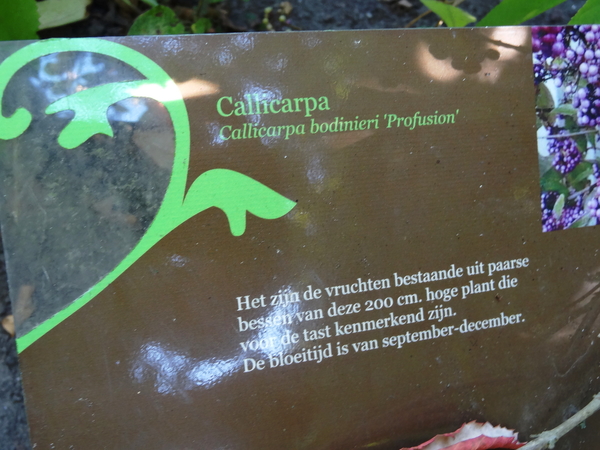 Callicarpa
Callicarpa bodinieri 'Profusion'
Het zijn de vruchten bestaande uit paarse
bessen van deze 200 cm. hoge plant die
voor de tast kenmerkend zijn.
De bloeitijd is van september-december.